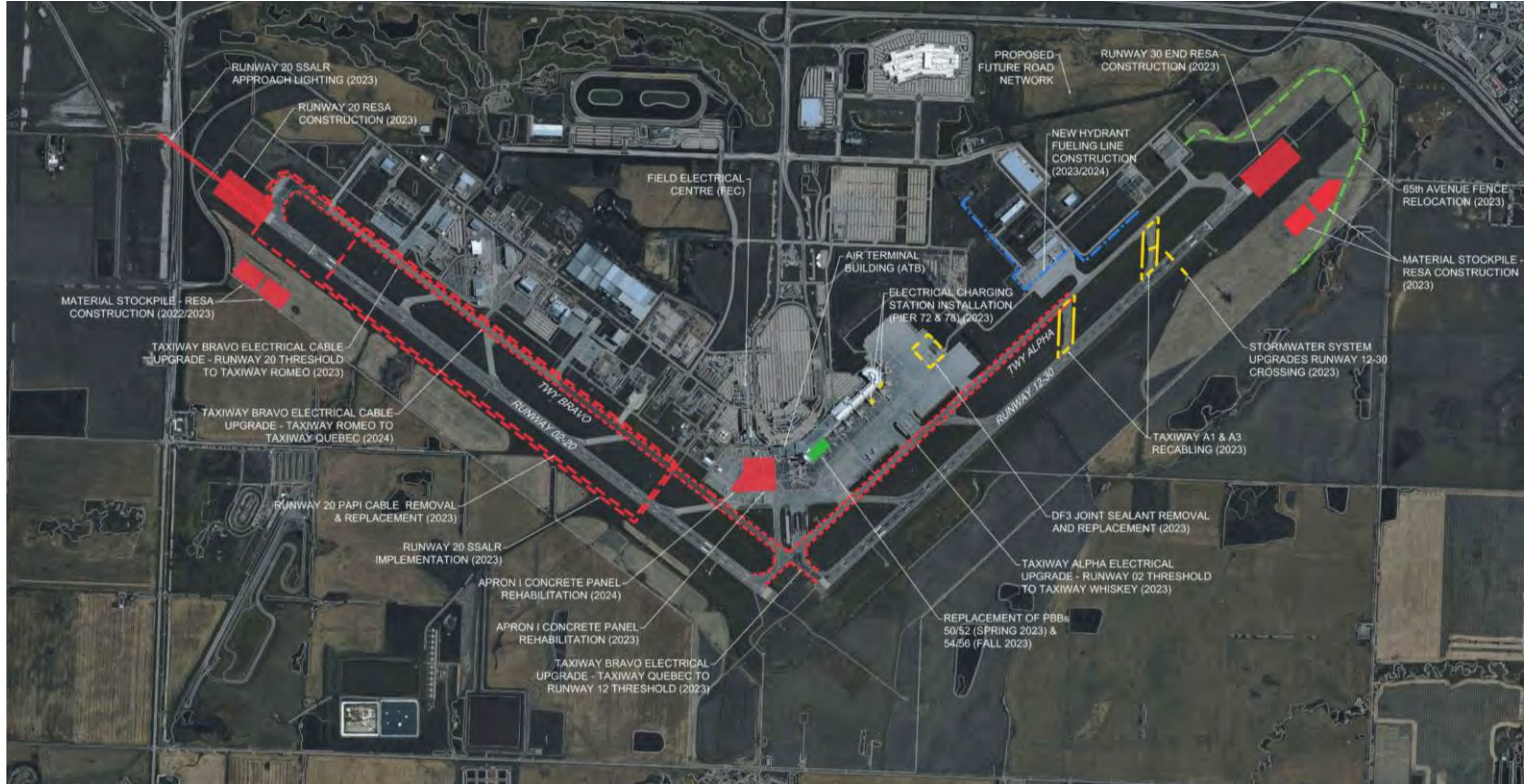 RUNWAY 20 SSALR
APPROACH LIGHTING (2023)
RUNWAY 20 RESA
CONSTRUCTION (2023)
FIELD ELECTRICAL
CENTRE (FEC)
PROPOSED
FUTURE ROAD
NETWORK
RUNWAY 30 END RESA
CONSTRUCTION (2023)
NEW HYDRANT
FUELING LINE
CONSTRUCTION
(2023/2024)
65th AVENUE FENCE
RELOCATION (2023)
MATERIAL STOCKPILE -
RESA CONSTRUCTION
(2023)
AIR TERMINAL
BUILDING (ATB)
ELECTRICAL CHARGING
STATION INSTALLATION
(PIER 72 & 78) (2023)
MATERIAL STOCKPILE - RESA
CONSTRUCTION (2022/2023)
TAXIWAY BRAVO ELECTRICAL CABLE
UPGRADE - RUNWAY 20 THRESHOLD
TO TAXIWAY ROMEO (2023)
TAXIWAY BRAVO ELECTRICAL CABLE
UPGRADE - TAXIWAY ROMEO TO
TAXIWAY QUEBEC (2024)
TWY BRAVO
RUNWAY 02-20
TWY ALPHA
RUNWAY 12-30
STORMWATER SYSTEM
UPGRADES RUNWAY 12-30
CROSSING (2023)
TAXIWAY A1 & A3
RECABLING (2023)
RUNWAY 20 PAPI CABLE REMOVAL
& REPLACEMENT (2023)
RUNWAY 20 SSALR
IMPLEMENTATION (2023)
APRON I CONCRETE PANEL
REHABILITATION (2024)
APRON I CONCRETE PANEL
REHABILITATION (2023)
TAXIWAY BRAVO ELECTRICAL
UPGRADE - TAXIWAY QUEBEC TO
RUNWAY 12 THRESHOLD (2023)
DF3 JOINT SEALANT REMOVAL
AND REPLACEMENT (2023)
TAXIWAY ALPHA ELECTRICAL
UPGRADE - RUNWAY 02 THRESHOLD
TO TAXIWAY WHISKEY (2023)
REPLACEMENT OF PBBs
50/52 (SPRING 2023) &
54/56 (FALL 2023)